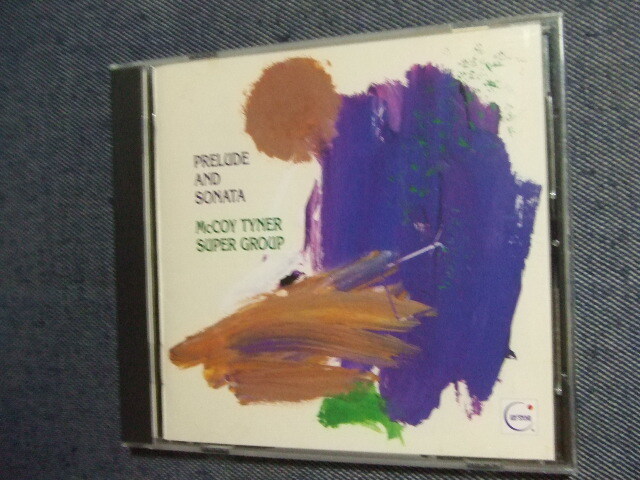 PRELUDE
AND
SONATA
McCOY TYNER
SUPER GROUP